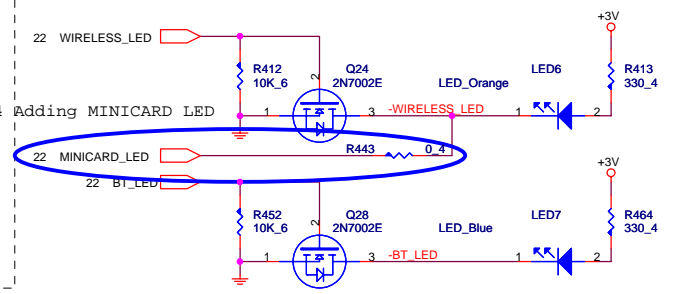 +3V
22 WIRELESS_LED
R412
10K_6
Q24
2N7002E
LED_Orange
LED6
R413
330_4
2
4 Adding MINICARD LED
1
3
-WIRELESS_LED
1
2
22 MINICARD_LED
R443
0_4
+3V
22 BT_LED
R452
10K_6
Q28
2N7002E
LED_Blue
LED7
R464
330_4
2
1
3
-BT_LED
1
2